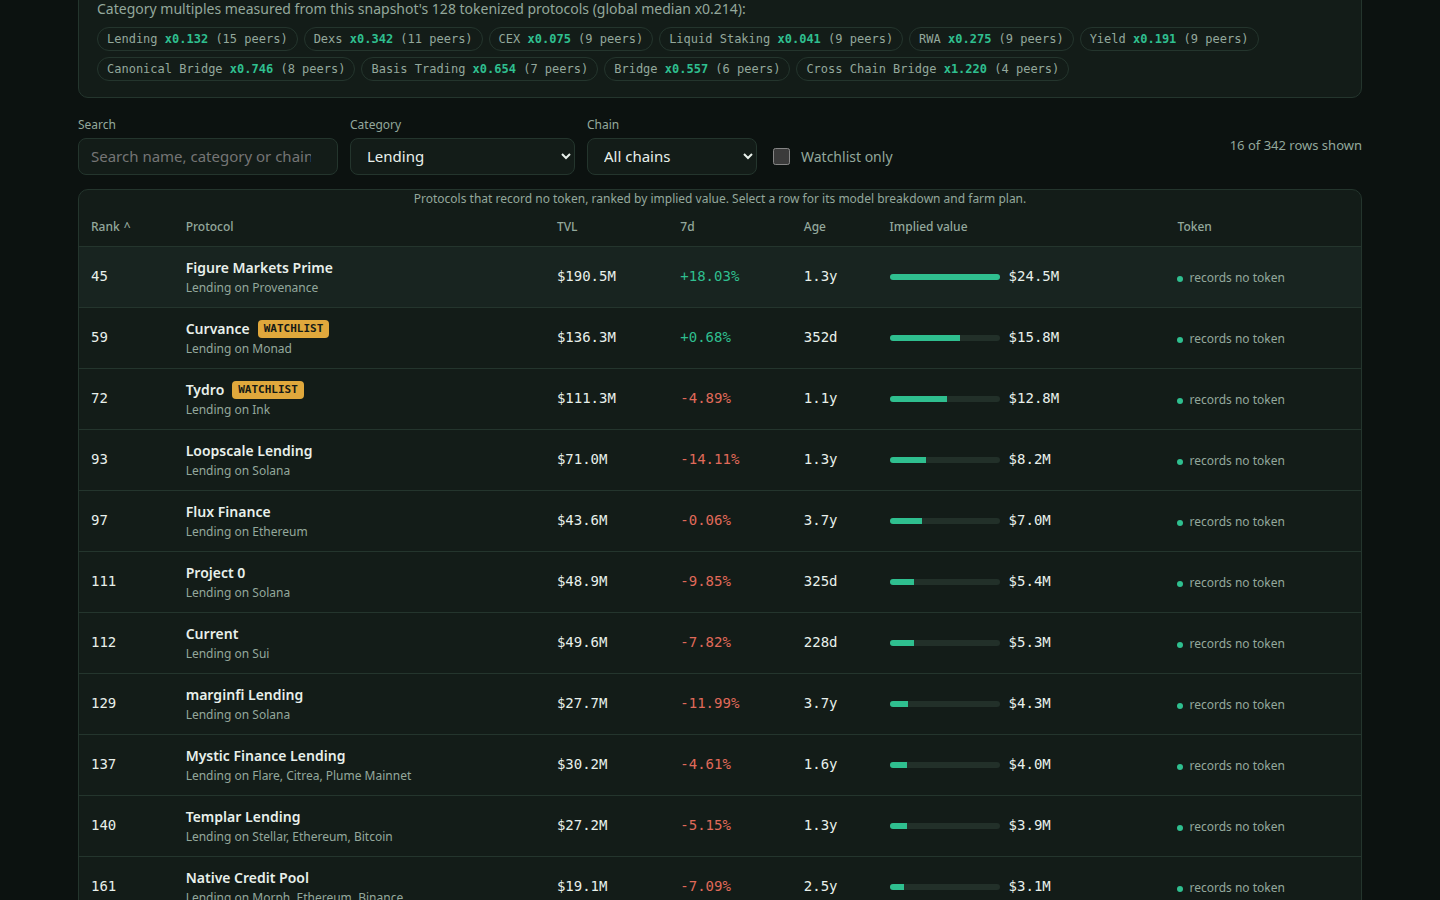 Category multiples measured from this snapshot's 128 tokenized protocols (global median x0.214):
Lending x0.132 (15 peers) Dexs x0.342 (11 peers) CEX x0.075 (9 peers) Liquid Staking x0.041 (9 peers) RWA x0.275 (9 peers) Yield x0.191 (9 peers)
Canonical Bridge x0.746 (8 peers) Basis Trading x0.654 (7 peers) Bridge x0.557 (6 peers) Cross Chain Bridge x1.220 (4 peers)
Search Category Chain
Search name, category or chain Lending All chains Watchlist only 16 of 342 rows shown
Protocols that record no token, ranked by implied value. Select a row for its model breakdown and farm plan.
Rank ^ Protocol TVL 7d Age Implied value Token
45 Figure Markets Prime $190.5M +18.03% 1.3y $24.5M records no token
Lending on Provenance
59 Curvance WATCHLIST $136.3M +0.68% 352d $15.8M records no token
Lending on Monad
72 Tydro WATCHLIST $111.3M -4.89% 1.1y $12.8M records no token
Lending on Ink
93 Loopscale Lending $71.0M -14.11% 1.3y $8.2M records no token
Lending on Solana
97 Flux Finance $43.6M -0.06% 3.7y $7.0M records no token
Lending on Ethereum
111 Project 0 $48.9M -9.85% 325d $5.4M records no token
Lending on Solana
112 Current $49.6M -7.82% 228d $5.3M records no token
Lending on Sui
129 marginfi Lending $27.7M -11.99% 3.7y $4.3M records no token
Lending on Solana
137 Mystic Finance Lending $30.2M -4.61% 1.6y $4.0M records no token
Lending on Flare, Citrea, Plume Mainnet
140 Templar Lending $27.2M -5.15% 1.3y $3.9M records no token
Lending on Stellar, Ethereum, Bitcoin
161 Native Credit Pool $19.1M -7.09% 2.5y $3.1M records no token
Lending on Morph, Ethereum, Binance